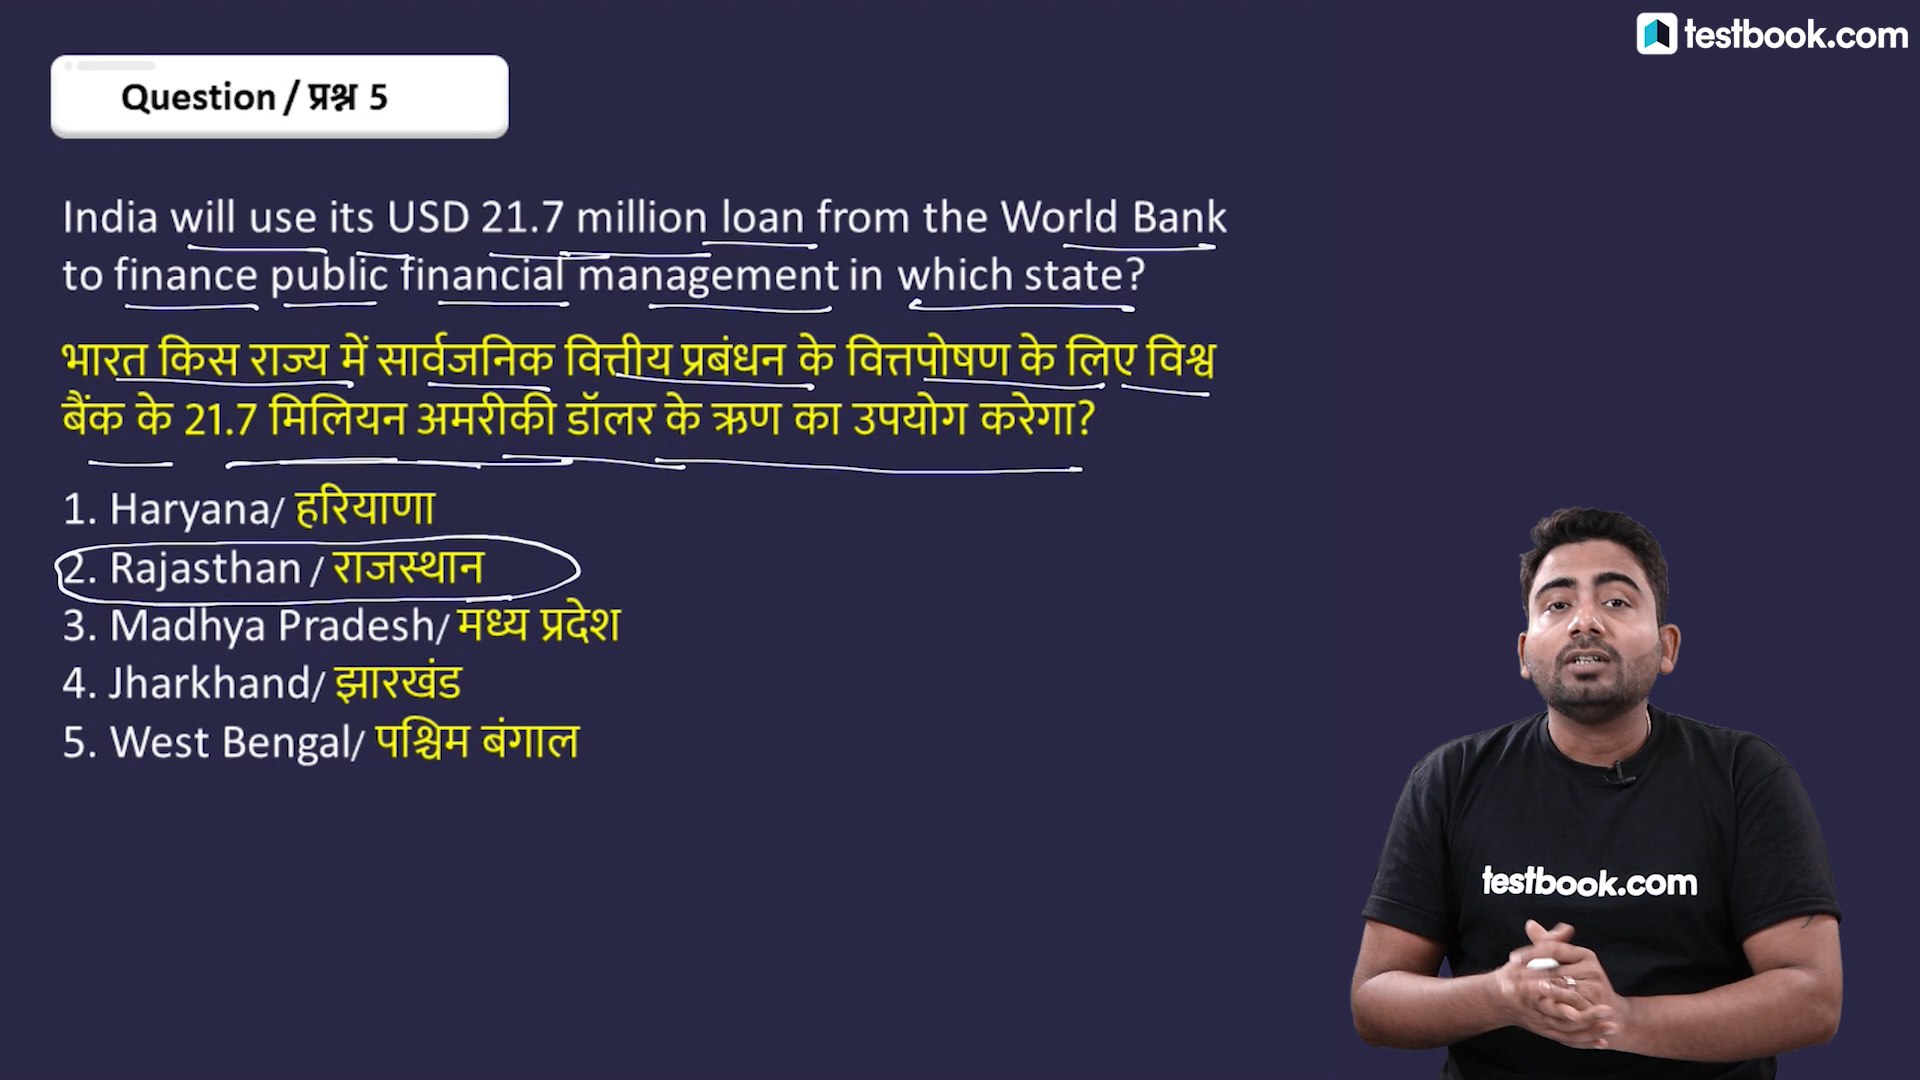 testbook.com
Question / प्रश्न 5
India will use its USD 21.7 million loan from the World Bank
to finance public financial management in which state?
भारत किस राज्य में सार्वजनिक वित्तीय प्रबंधन के वित्तपोषण के लिए विश्व
बैंक के 21.7 मिलियन अमरीकी डॉलर के ऋण का उपयोग करेगा?
1. Haryana/ हरियाणा
2. Rajasthan / राजस्थान
3. Madhya Pradesh/ मध्य प्रदेश
4. Jharkhand/ झारखंड
5. West Bengal/ पश्चिम बंगाल
testbook.com